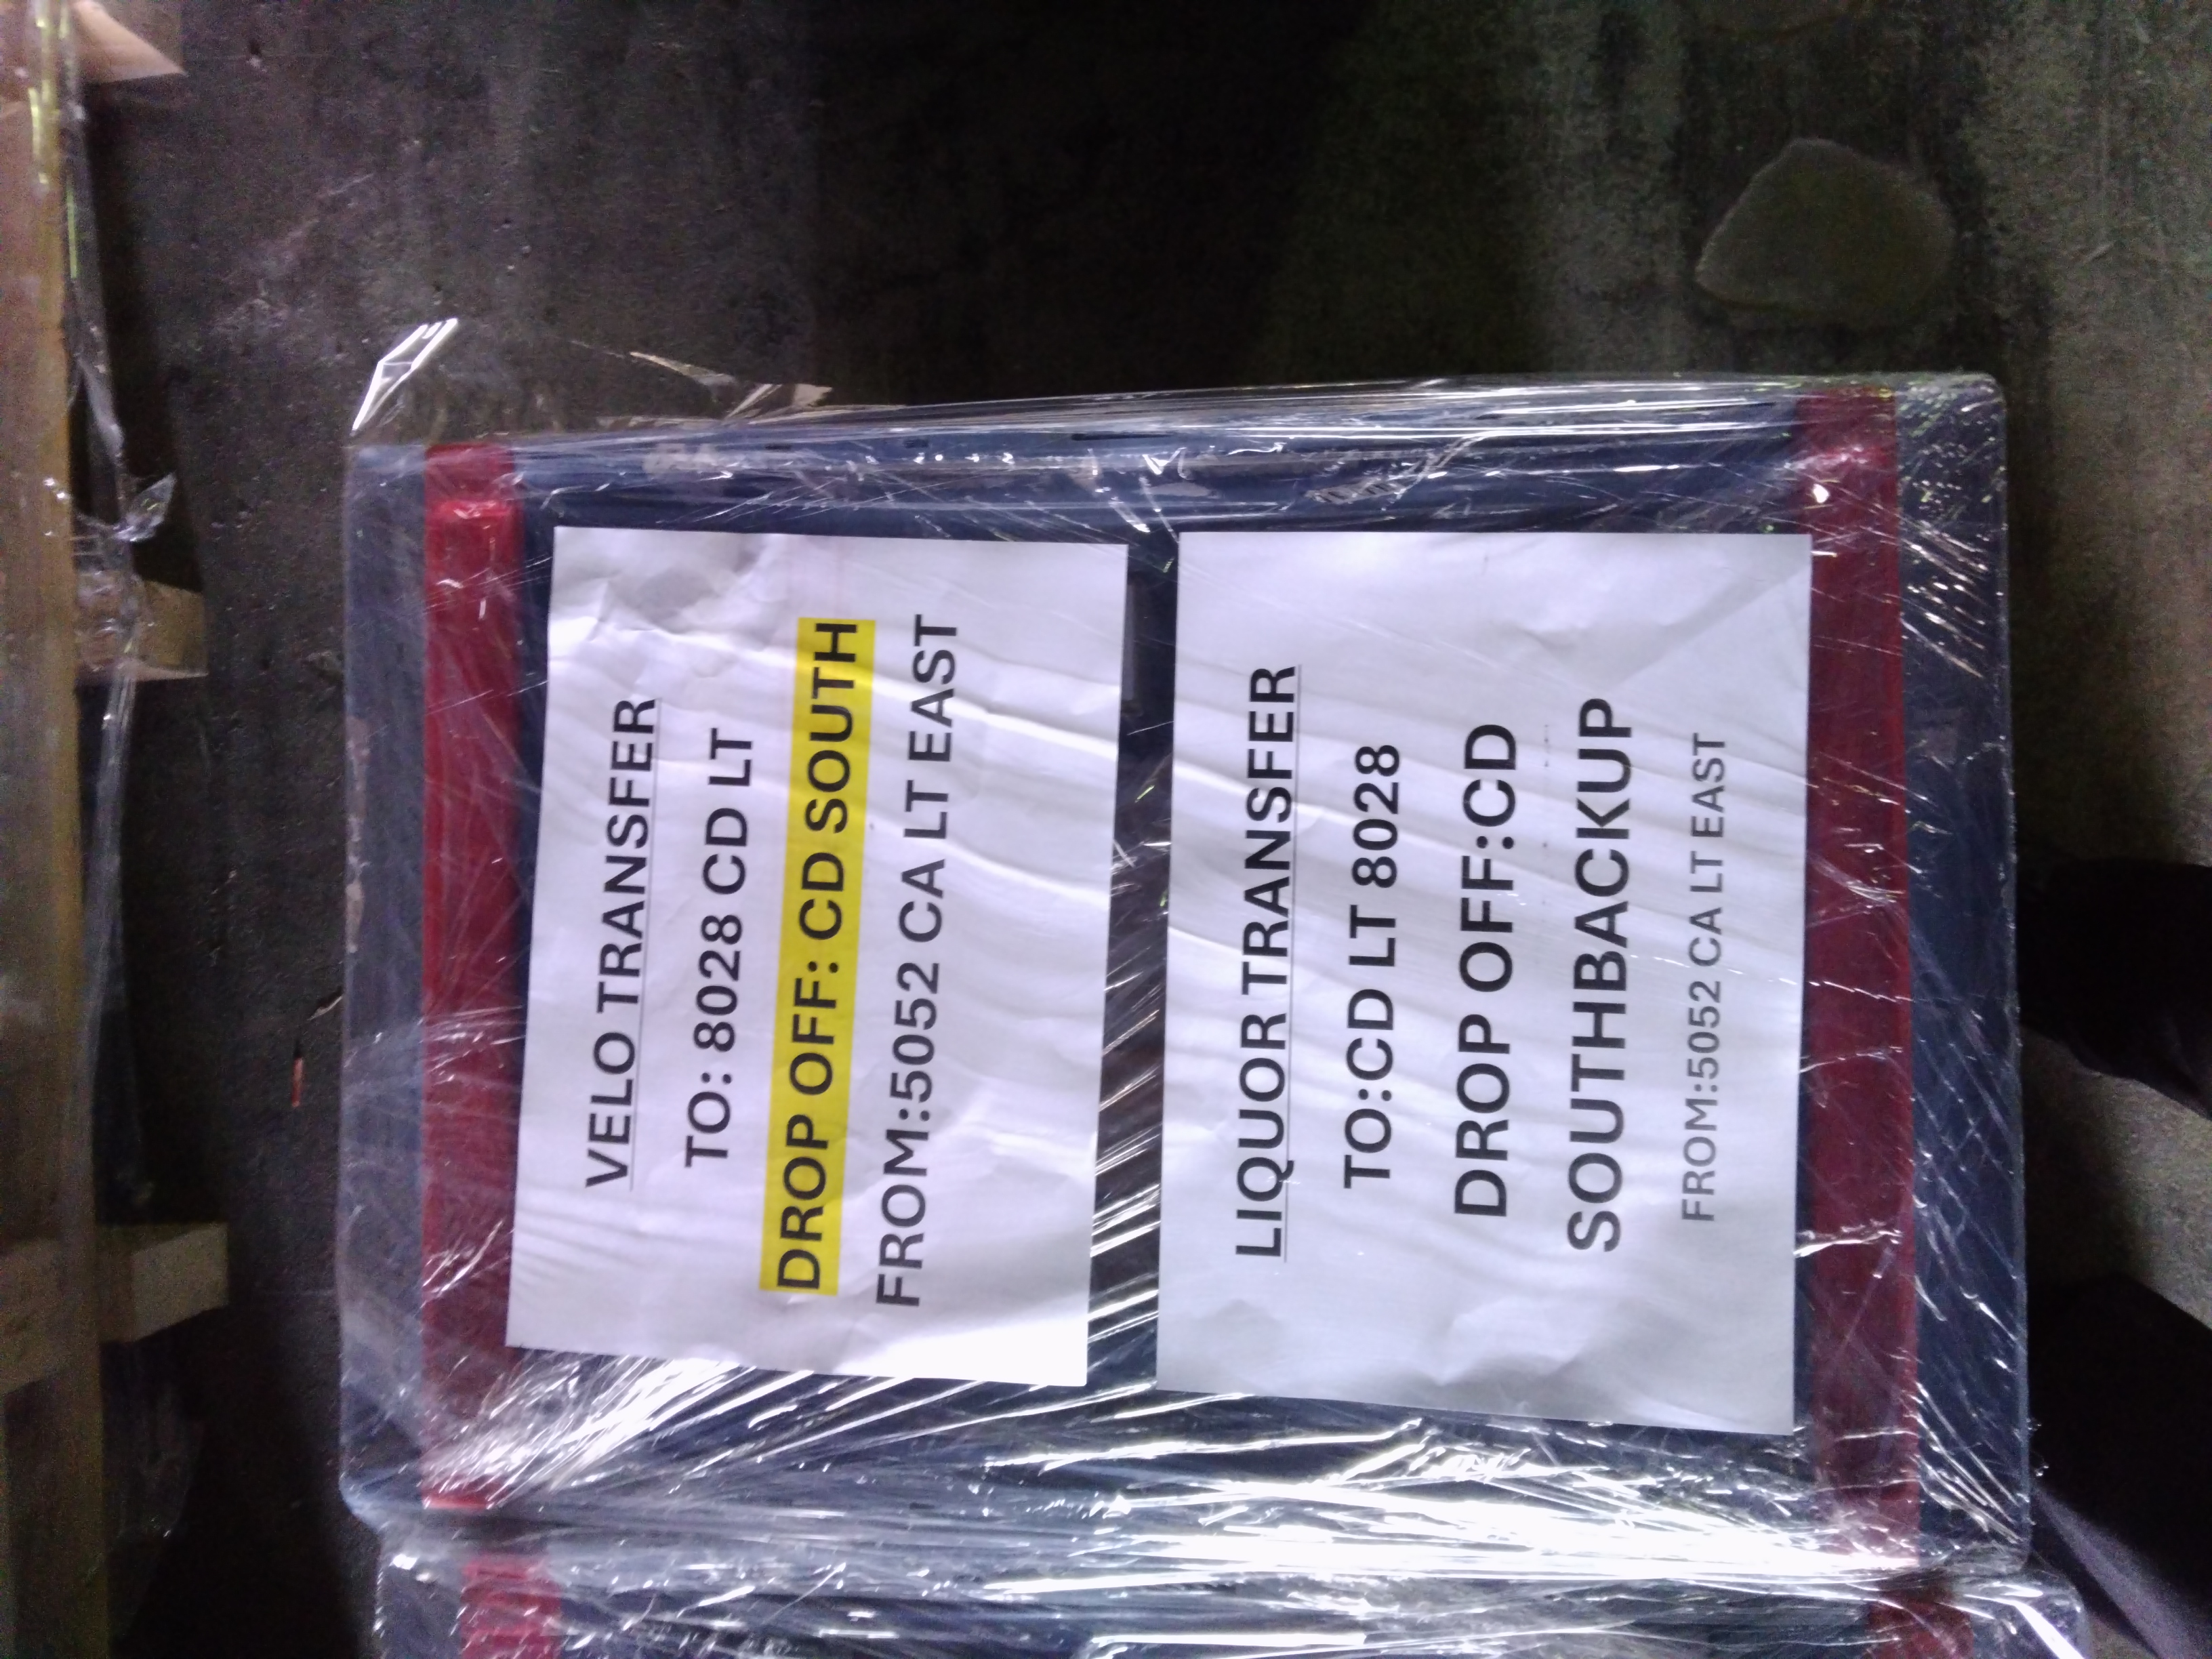 VELO TRANSFER
TO: 8028 CD LT
DROP OFF: CD SOUTH
FROM:5052 CA LT EAST
LIQUOR TRANSFER
TO:CD LT 8028
DROP OFF:CD
SOUTHBACKUP
FROM:5052 CA LT EAST